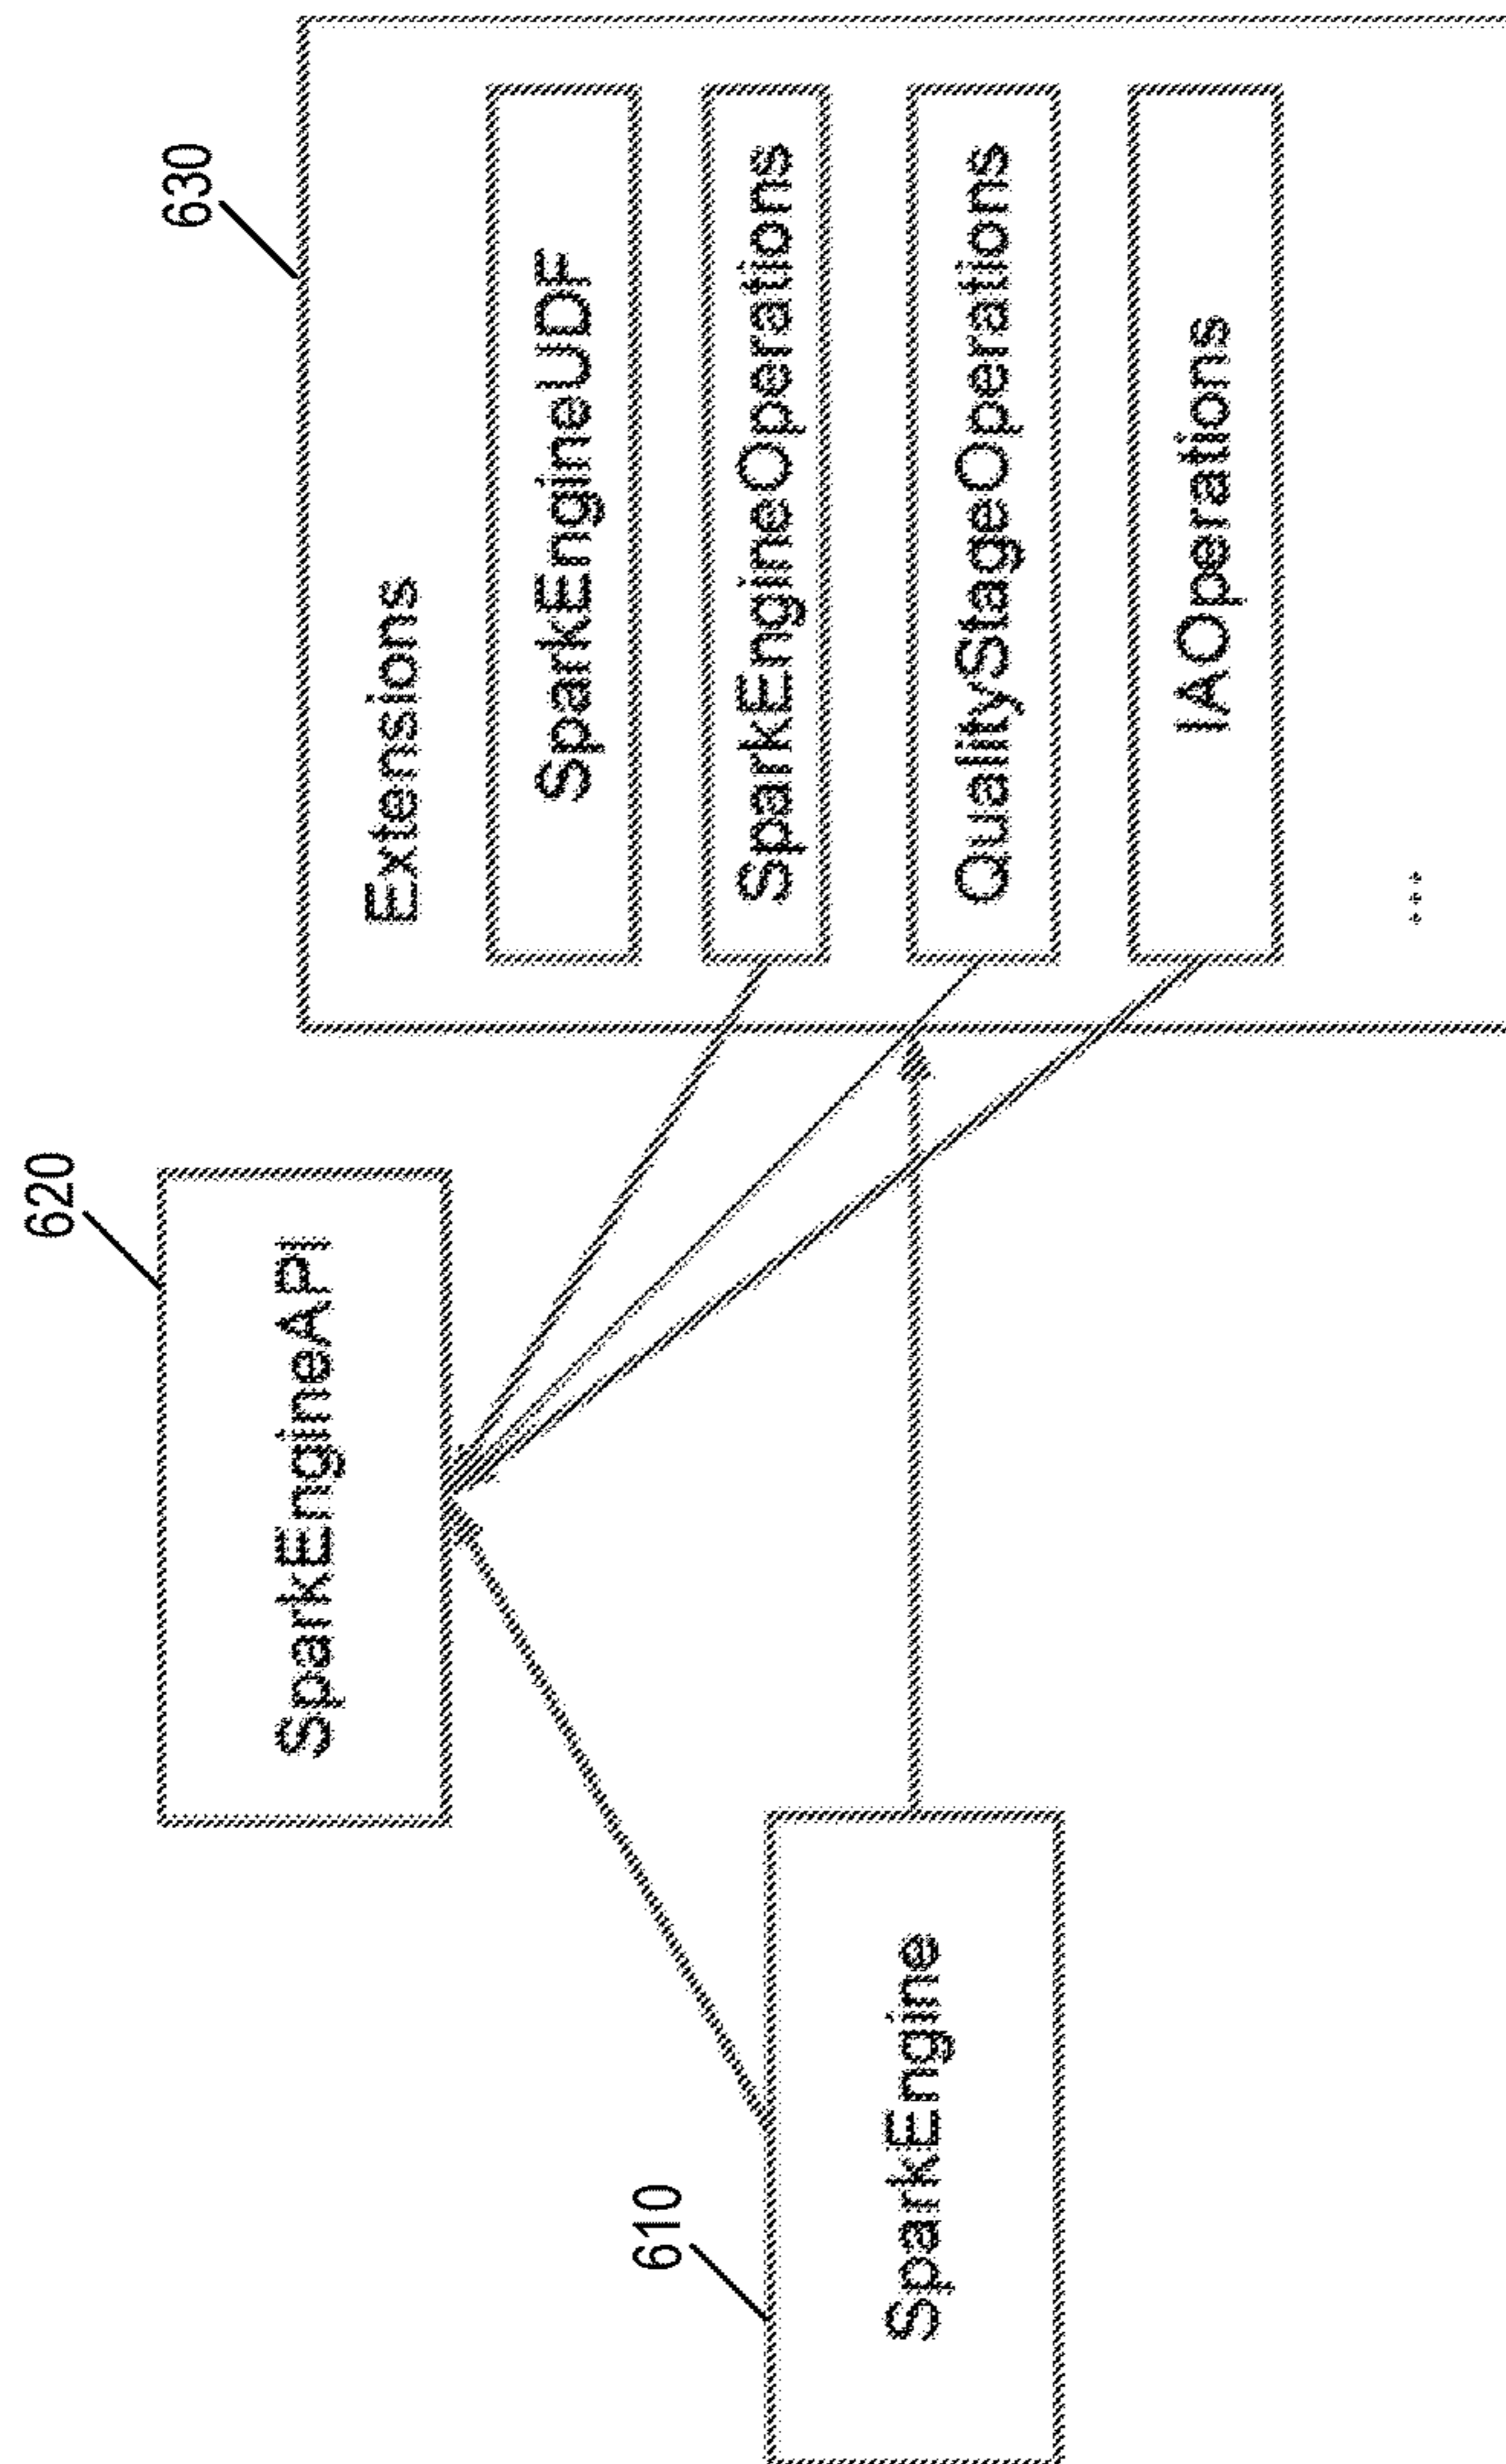 620
SparkEngineAPI
610
SparkEngine
630
Extensions
SparkEngineUDF
SparkEngineOperations
QualityStageOperations
IAOperations
...